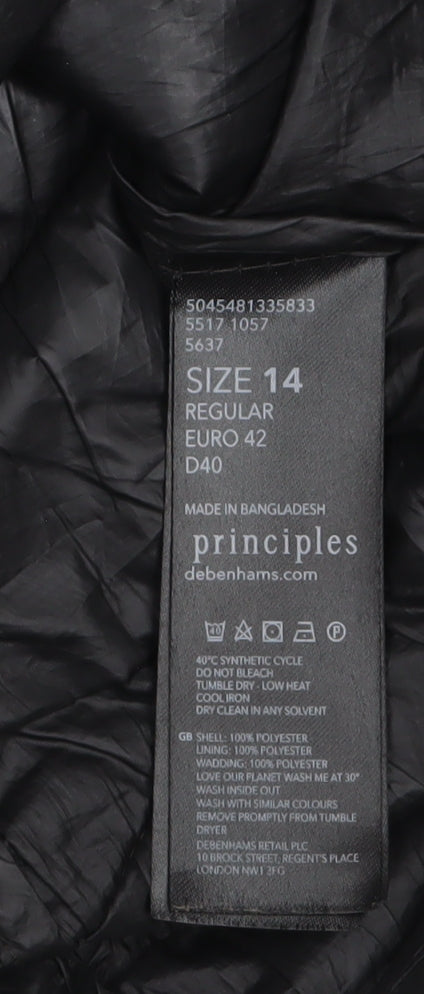 5045481335833
5517 1057
5637
SIZE 14
REGULAR
EURO 42
D40
MADE IN BANGLADESH
principles
debenhams.com
40
P
40°C SYNTHETIC CYCLE
DO NOT BLEACH
TUMBLE DRY - LOW HEAT
COOL IRON
DRY CLEAN IN ANY SOLVENT
GB SHELL: 100% POLYESTER
LINING: 100% POLYESTER
WADDING: 100% POLYESTER
LOVE OUR PLANET WASH ME AT 30°
WASH INSIDE OUT
WASH WITH SIMILAR COLOURS
REMOVE PROMPTLY FROM TUMBLE
DRYER
DEBENHAMS RETAIL PLC
10 BROCK STREET, REGENT'S PLACE
LONDON NW1 3FG